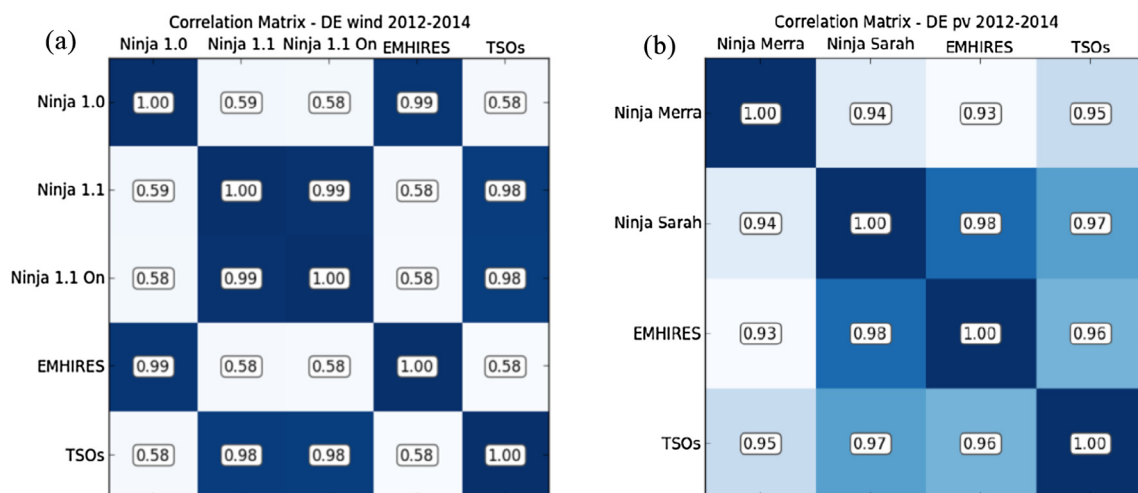 (a)
Correlation Matrix - DE wind 2012-2014
Ninja 1.0 Ninja 1.1 Ninja 1.1 On EMHIRES TSOs
Ninja 1.0 1.00 0.59 0.58 0.99 0.58
Ninja 1.1 0.59 1.00 0.99 0.58 0.98
Ninja 1.1 On 0.58 0.99 1.00 0.58 0.98
EMHIRES 0.99 0.58 0.58 1.00 0.58
TSOs 0.58 0.98 0.98 0.58 1.00
(b)
Correlation Matrix - DE pv 2012-2014
Ninja Merra Ninja Sarah EMHIRES TSOs
Ninja Merra 1.00 0.94 0.93 0.95
Ninja Sarah 0.94 1.00 0.98 0.97
EMHIRES 0.93 0.98 1.00 0.96
TSOs 0.95 0.97 0.96 1.00